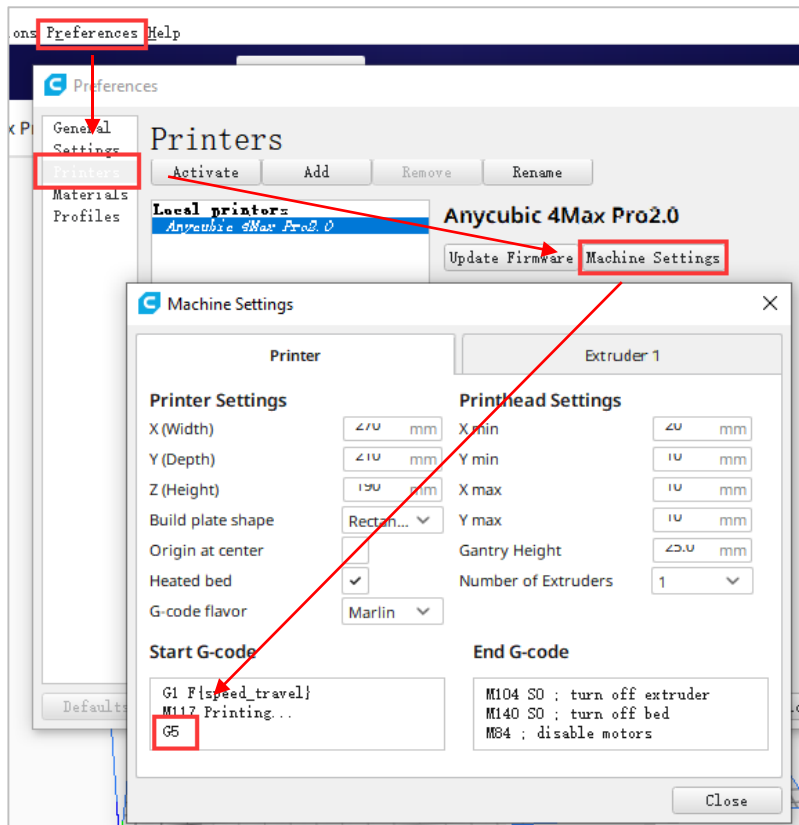 ons Preferences Help
Preferences
x P
General
Settings
Printers
Materials
Profiles
Printers
Activate Add Remove Rename
Local printers
Anycubic 4Max Pro2.0
Anycubic 4Max Pro2.0
Update Firmware Machine Settings
Machine Settings
Printer Extruder 1
Printer Settings
X (Width) 270 mm
Y (Depth) 210 mm
Z (Height) 190 mm
Build plate shape Rectan...
Origin at center
Heated bed
G-code flavor Marlin
Printhead Settings
X min 20 mm
Y min 10 mm
X max 10 mm
Y max 10 mm
Gantry Height 25.0 mm
Number of Extruders 1
Start G-code
G1 F{speed_travel}
M117 Printing...
G5
End G-code
M104 S0 ; turn off extruder
M140 S0 ; turn off bed
M84 ; disable motors
Defaults
Close